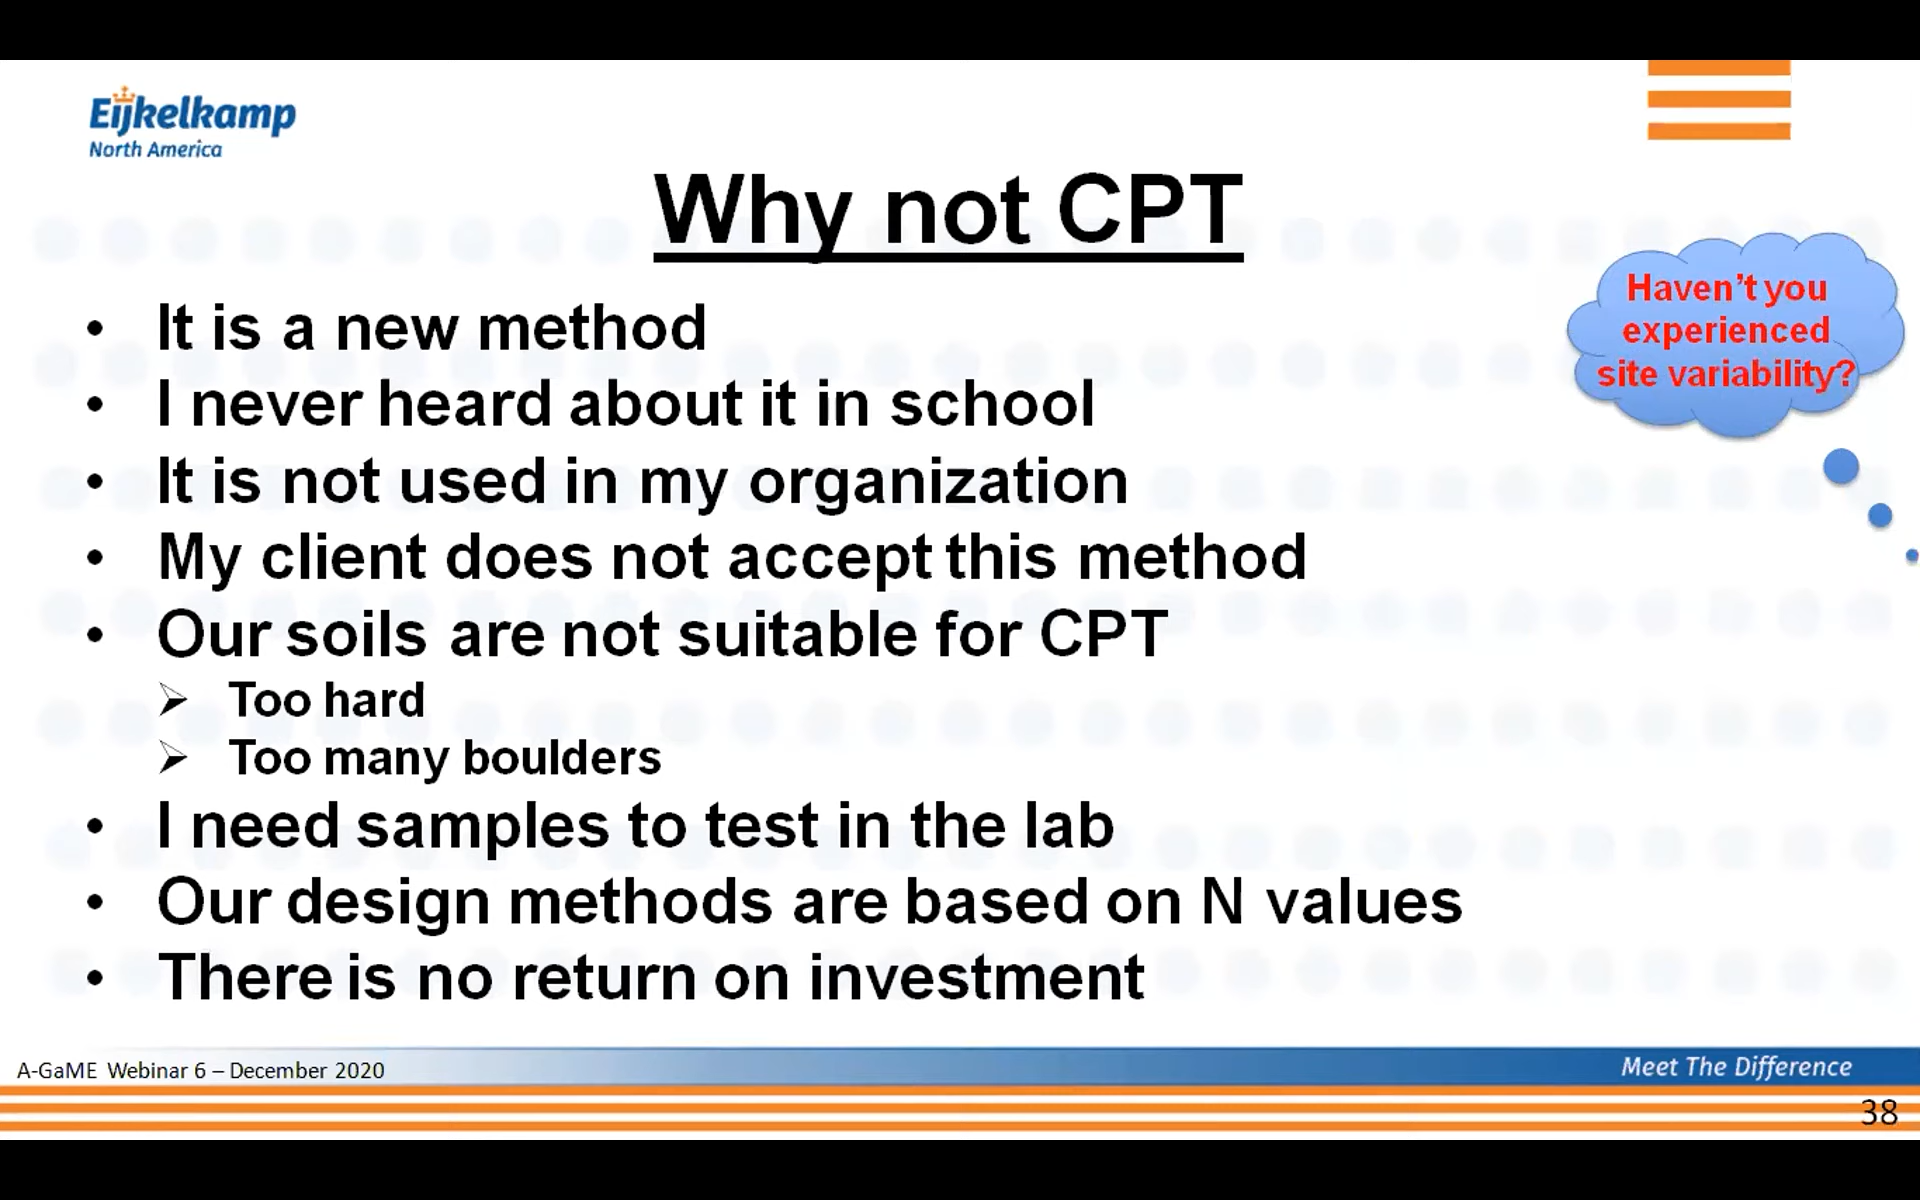 Eijkelkamp
North America
Why not CPT
• It is a new method
• I never heard about it in school
• It is not used in my organization
• My client does not accept this method
• Our soils are not suitable for CPT
➢ Too hard
➢ Too many boulders
• I need samples to test in the lab
• Our design methods are based on N values
• There is no return on investment
Haven't you
experienced
site variability?
A-GaME Webinar 6 – December 2020
Meet The Difference
38